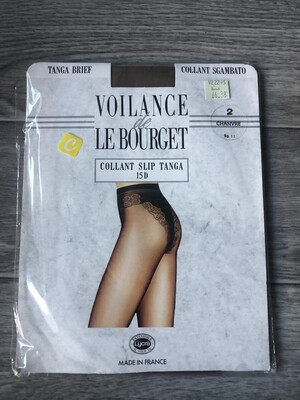 TANGA BRIEF
COLLANT SGAMBATO
VOILANCE
de
LE BOURGET
COLLANT SLIP TANGA
15D
2
CHANVRE
C
Lycra
MADE IN FRANCE